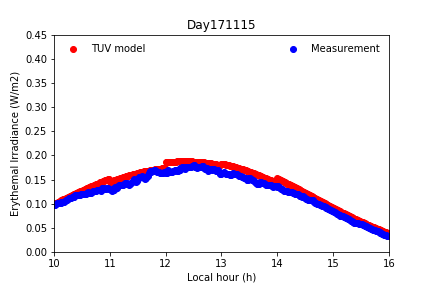 Day171115
TUV model
Measurement
Erythemal Irradiance (W/m2)
0.45
0.40
0.35
0.30
0.25
0.20
0.15
0.10
0.05
0.00
10 11 12 13 14 15 16
Local hour (h)